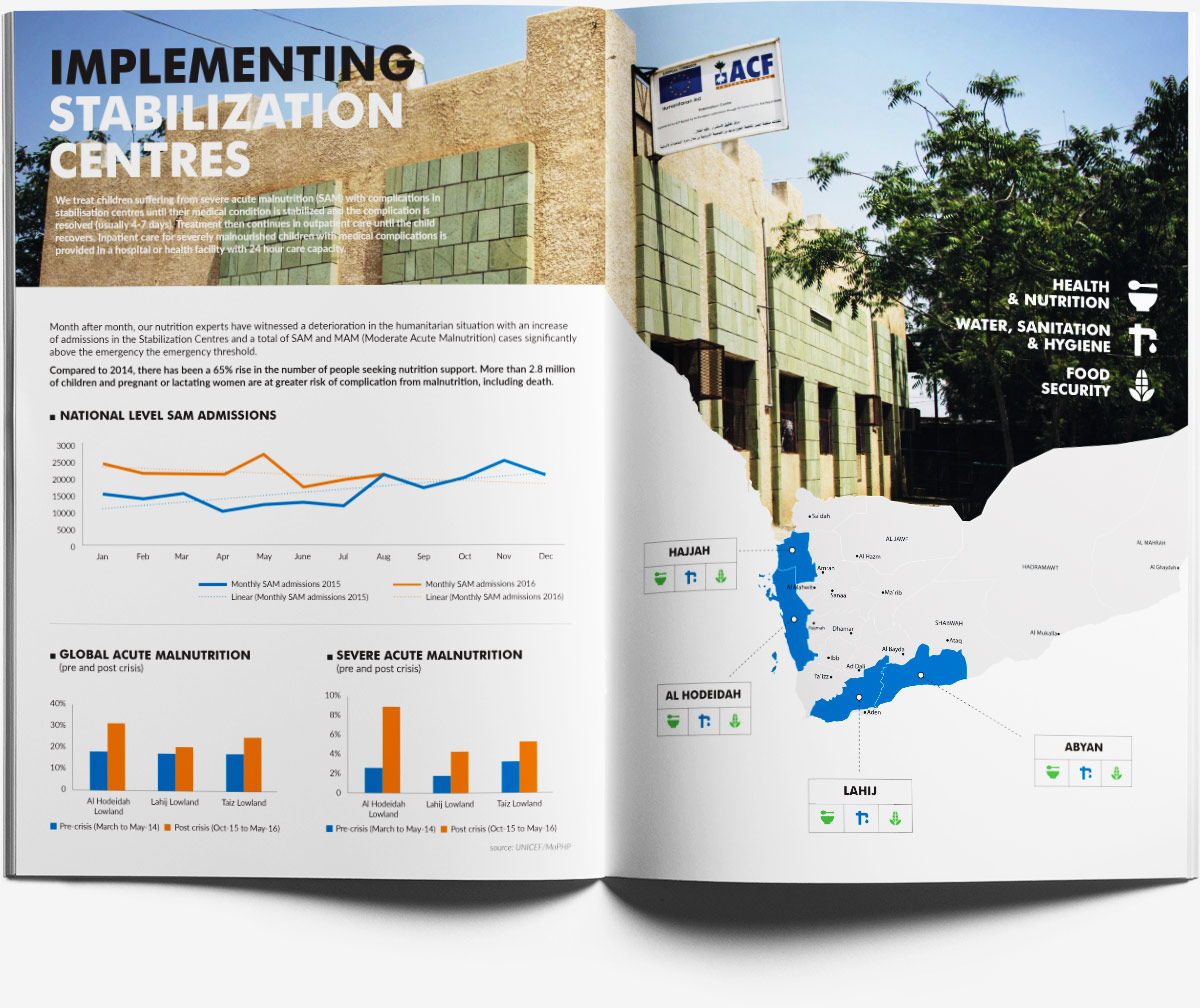 IMPLEMENTING
STABILIZATION
CENTRES
We treat children suffering from severe acute malnutrition (SAM) with complications in
stabilisation centres until their medical condition is stabilized and the complication is
resolved (usually 4-7 days). Treatment then continues in outpatient care until the child
recovers. Inpatient care for severely malnourished children with medical complications is
provided in a hospital or health facility with 24 hour care capacity.
Month after month, our nutrition experts have witnessed a deterioration in the humanitarian situation with an increase
of admissions in the Stabilization Centres and a total of SAM and MAM (Moderate Acute Malnutrition) cases significantly
above the emergency the emergency threshold.
Compared to 2014, there has been a 65% rise in the number of people seeking nutrition support. More than 2.8 million
of children and pregnant or lactating women are at greater risk of complication from malnutrition, including death.
NATIONAL LEVEL SAM ADMISSIONS
3000
25000
20000
15000
10000
5000
0
Jan Feb Mar Apr May June Jul Aug Sep Oct Nov Dec
Monthly SAM admissions 2015 Monthly SAM admissions 2016
Linear (Monthly SAM admissions 2015) Linear (Monthly SAM admissions 2016)
GLOBAL ACUTE MALNUTRITION
(pre and post crisis)
40%
30%
20%
10%
0
Al Hodeidah Lahij Lowland Taiz Lowland
Lowland
Pre-crisis (March to May-14) Post crisis (Oct-15 to May-16)
SEVERE ACUTE MALNUTRITION
(pre and post crisis)
10%
8%
6%
4%
2%
0
Al Hodeidah Lahij Lowland Taiz Lowland
Lowland
Pre-crisis (March to May-14) Post crisis (Oct-15 to May-16)
source: UNICEF/MoPHP
ACF
INTERNATIONAL
Humanitarian Aid
HEALTH
& NUTRITION
WATER, SANITATION
& HYGIENE
FOOD
SECURITY
Sa'dah
AL JAWF
AL MAHRAH
Al Hazm
HADRAMAWT
Al Ghaydah
Amran
Al Mahwit
Sanaa
Ma'rib
Raymah
Dhamar
SHABWAH
Al Mukalla
Ataq
Al Bayda
Ibb
Ad Dali
Ta'izz
Aden
HAJJAH
AL HODEIDAH
LAHIJ
ABYAN